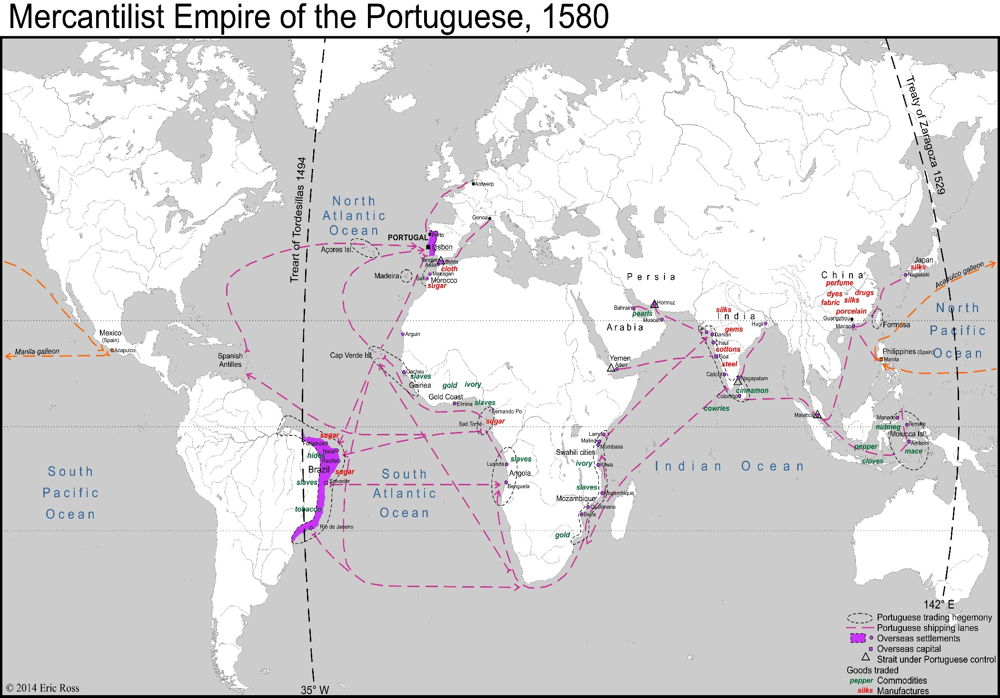 Mercantilist Empire of the Portuguese, 1580
Treart of Tordesillas 1494
Treaty of Zaragoza 1529
North
Atlantic
Ocean
Antwerp
Genoa
PORTUGAL
Porto
Lisbon
Açores Isl.
Tangier
Asila
Sebta
cloth
Madeira
Mazagan
Safi
Morocco
sugar
Persia
Hormuz
Bahrain
pearls
Muscat
Arabia
Yemen
Aden
silks
India
Hugli
Diu
gems
Daman
Chaul
cottons
Goa
steel
Calicut
Nagapatam
cinnamon
Colombo
cowries
China
perfume
dyes
drugs
fabric
silks
porcelain
Guangzhou
Macao
Formosa
Japan
silks
Nagasaki
Acapulco galleon
North
Pacific
Ocean
Philippines (Spain)
Manila
Mexico
(Spain)
Acapulco
Manila galleon
Spanish
Antilles
Arguin
Cap Verde Isl.
Cacheu
slaves
Guinea
gold
ivory
Gold Coast
Elmina
slaves
Fernando Po
Saõ Tomé
sugar
Malacca
Manado
Ternate
nutmeg
Molucca Isl.
Ambon
pepper
mace
cloves
sugar
Fortaleza
Natal
hides
Recife
Brazil
sugar
slaves
Salvador
tobacco
Rio de Janeiro
South
Pacific
Ocean
South
Atlantic
Ocean
Luanda
slaves
Angola
Benguela
Lamu
Malindi
Mombasa
Swahili cities
ivory
Kilwa
slaves
Moçambique
Mozambique
Quelimane
Beira
gold
Indian Ocean
142° E
35° W
Portuguese trading hegemony
Portuguese shipping lanes
Overseas settlements
Overseas capital
Strait under Portuguese control
Goods traded
pepper Commodities
silks Manufactures
© 2014 Eric Ross